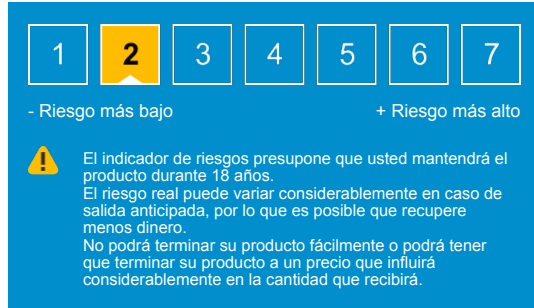 1 2 3 4 5 6 7
- Riesgo más bajo + Riesgo más alto
El indicador de riesgos presupone que usted mantendrá el
producto durante 18 años.
El riesgo real puede variar considerablemente en caso de
salida anticipada, por lo que es posible que recupere
menos dinero.
No podrá terminar su producto fácilmente o podrá tener
que terminar su producto a un precio que influirá
considerablemente en la cantidad que recibirá.